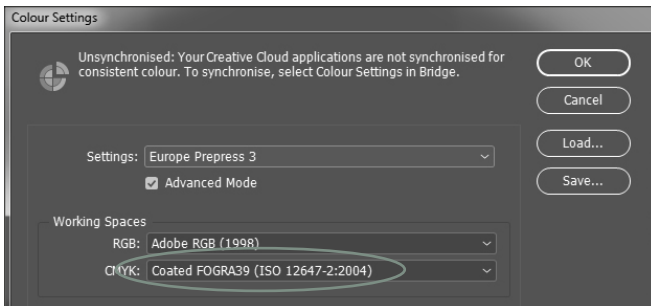 Colour Settings
Unsynchronised: Your Creative Cloud applications are not synchronised for
consistent colour. To synchronise, select Colour Settings in Bridge.
OK
Cancel
Load...
Save...
Settings: Europe Prepress 3
Advanced Mode
Working Spaces
RGB: Adobe RGB (1998)
CMYK: Coated FOGRA39 (ISO 12647-2:2004)